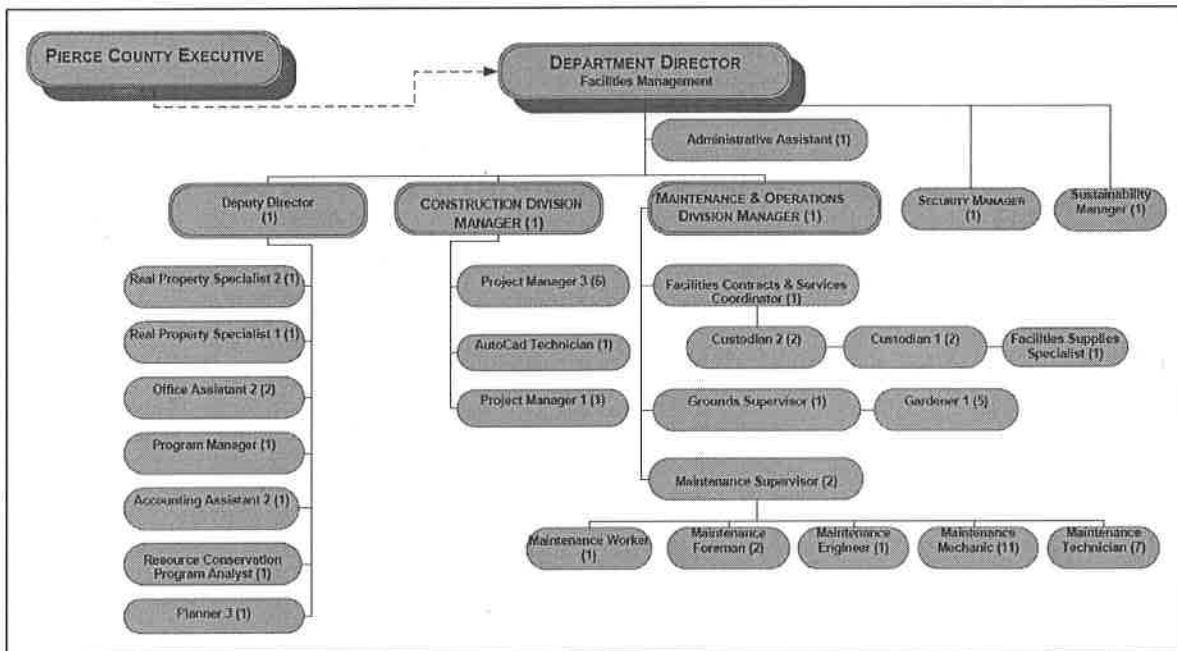 PIERCE COUNTY EXECUTIVE
DEPARTMENT DIRECTOR
Facilities Management
Administrative Assistant (1)
Deputy Director
(1)
CONSTRUCTION DIVISION
MANAGER (1)
MAINTENANCE & OPERATIONS
DIVISION MANAGER (1)
SECURITY MANAGER
(1)
Sustainability
Manager (1)
Real Property Specialist 2 (1)
Real Property Specialist 1 (1)
Office Assistant 2 (2)
Program Manager (1)
Accounting Assistant 2 (1)
Resource Conservation
Program Analyst (1)
Planner 3 (1)
Project Manager 3
AutoCad Technician (1)
Project Manager 1
Facilities Contracts & Services
Coordinator (1)
Custodian 2 (2)
Custodian 1 (2)
Facilities Supplies
Specialist (1)
Grounds Supervisor (1)
Gardener 1 (5)
Maintenance Supervisor (2)
Maintenance Worker
(1)
Maintenance
Foreman (2)
Maintenance
Engineer (1)
Maintenance
Mechanic (11)
Maintenance
Technician (7)